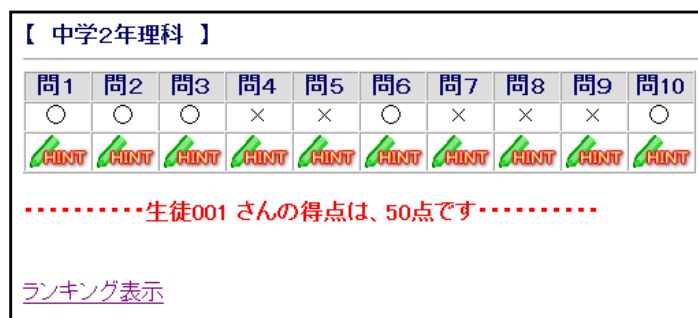 【 中学2年理科 】
問1 問2 問3 問4 問5 問6 問7 問8 問9 問10
○ ○ ○ × × ○ × × × ○
HINT HINT HINT HINT HINT HINT HINT HINT HINT HINT
・・・・・・・・・・生徒001 さんの得点は、50点です・・・・・・・・・・
ランキング表示